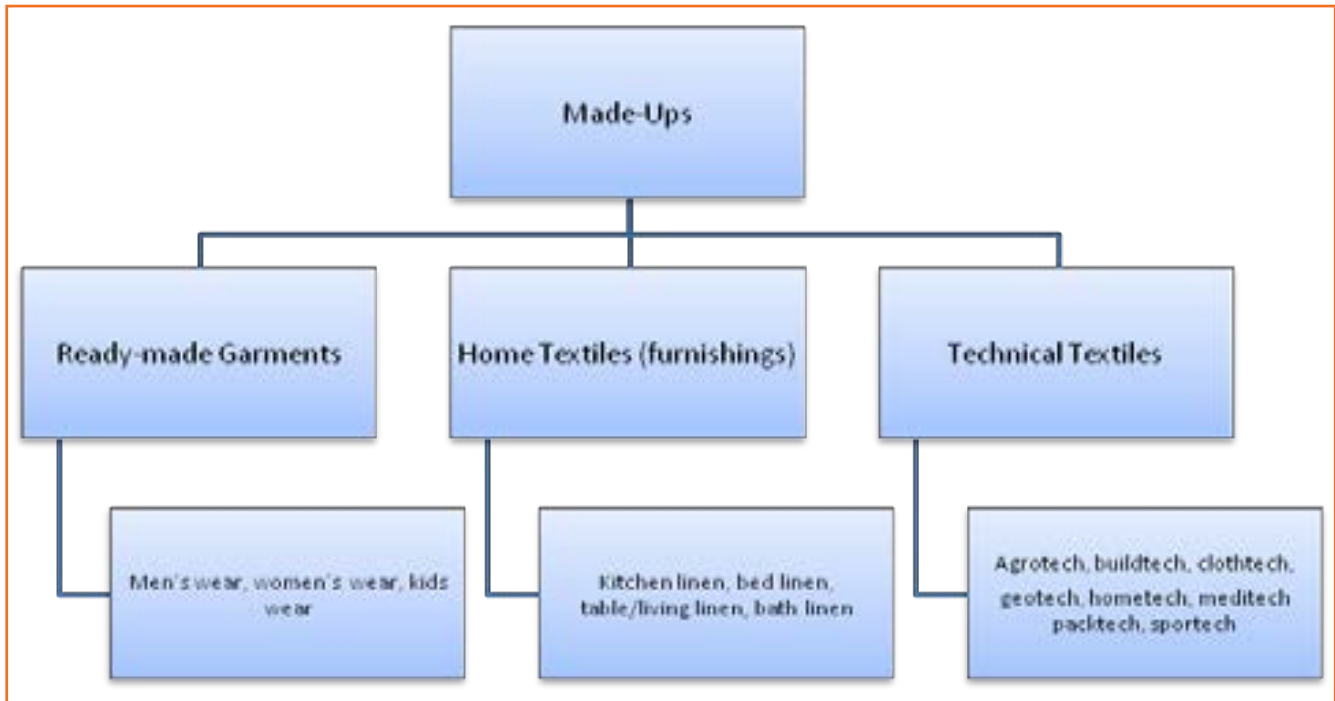 Made-Ups
Ready-made Garments
Home Textiles (furnishings)
Technical Textiles
Men's wear, women's wear, kids
wear
Kitchen linen, bed linen,
table/living linen, bath linen
Agrotech, buildtech, clothtech,
geotech, hometech, meditech
packtech, sportech